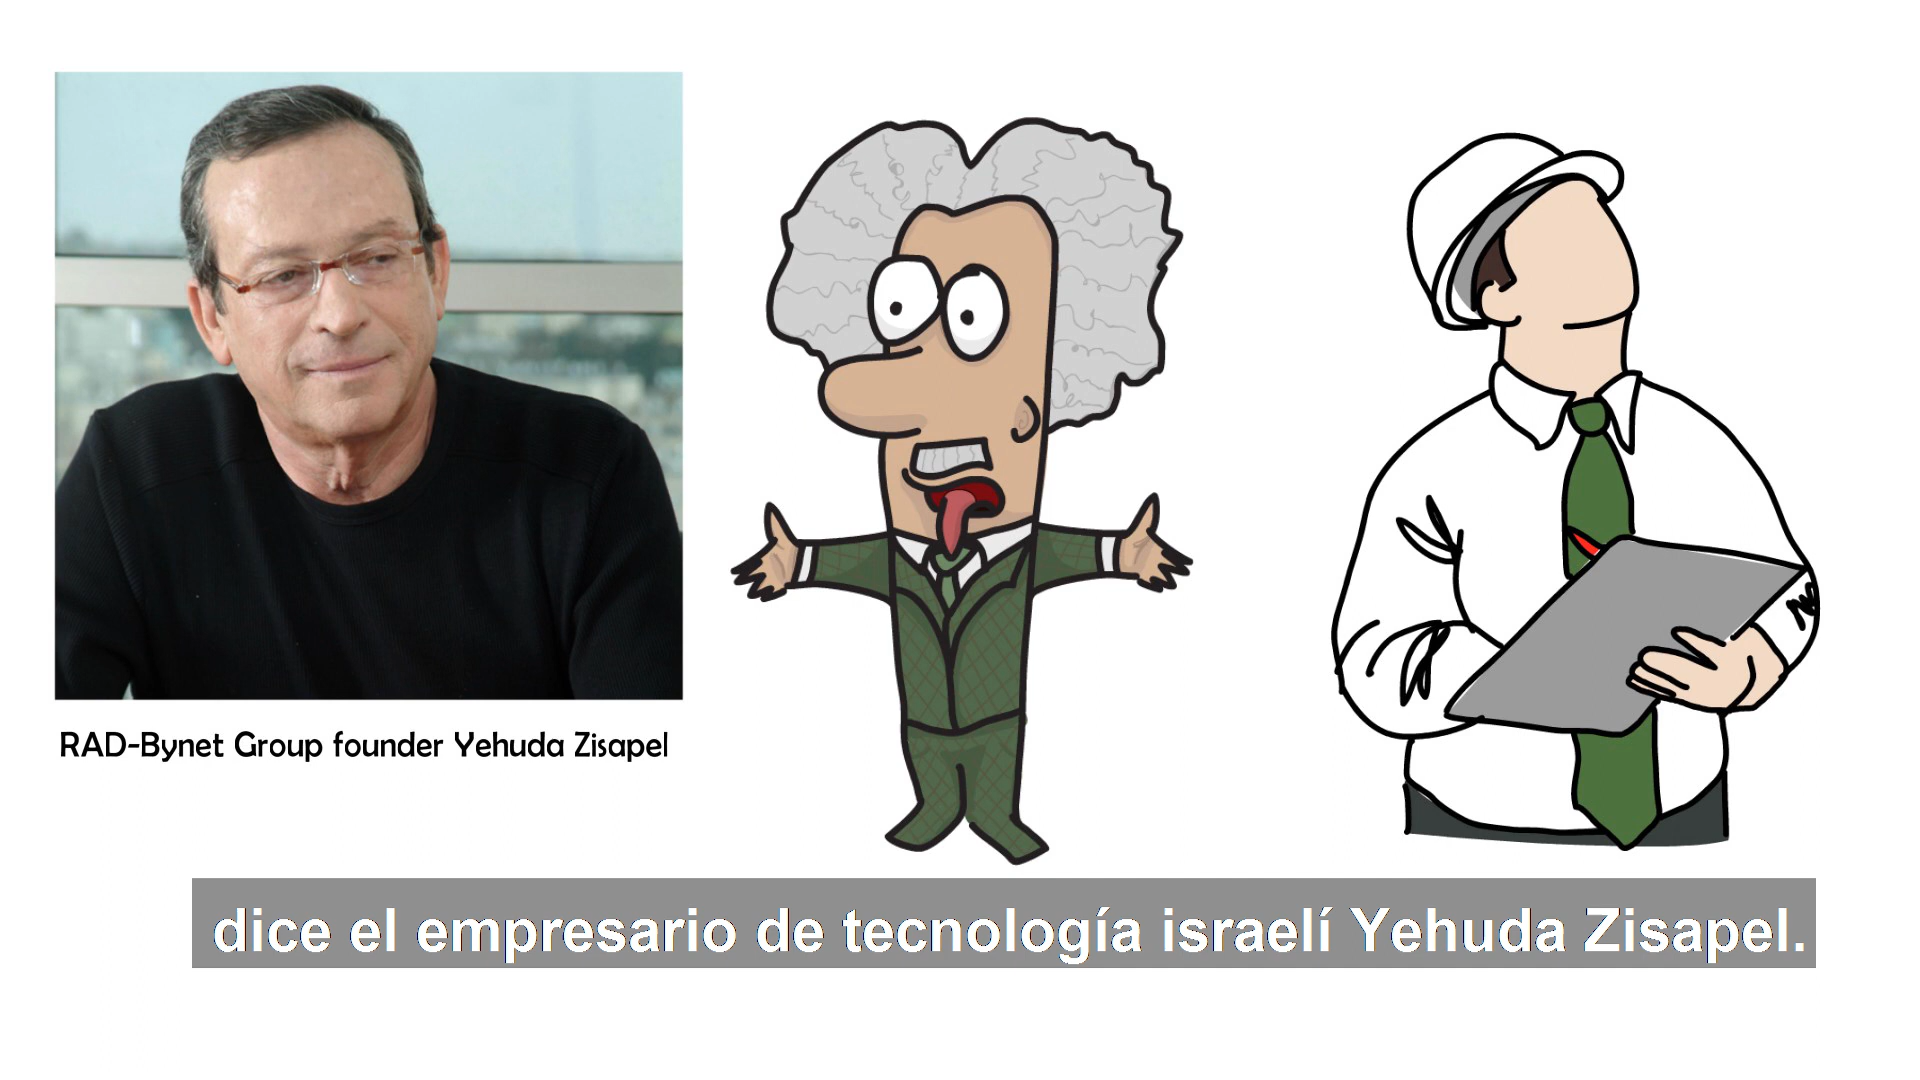 RAD-Bynet Group founder Yehuda Zisapel
dice el empresario de tecnología israelí Yehuda Zisapel.